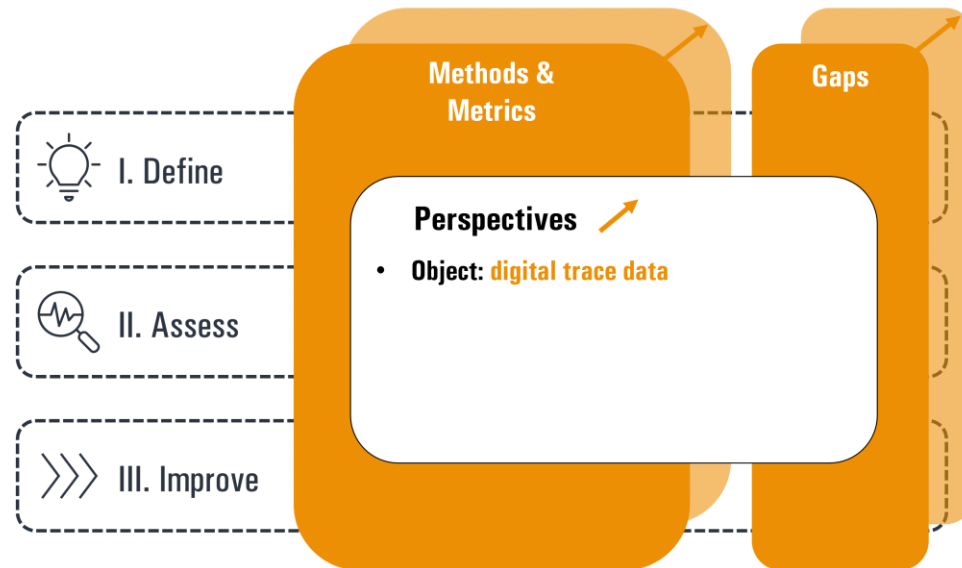 Methods &
Metrics
Gaps
I. Define
Perspectives
• Object: digital trace data
II. Assess
III. Improve